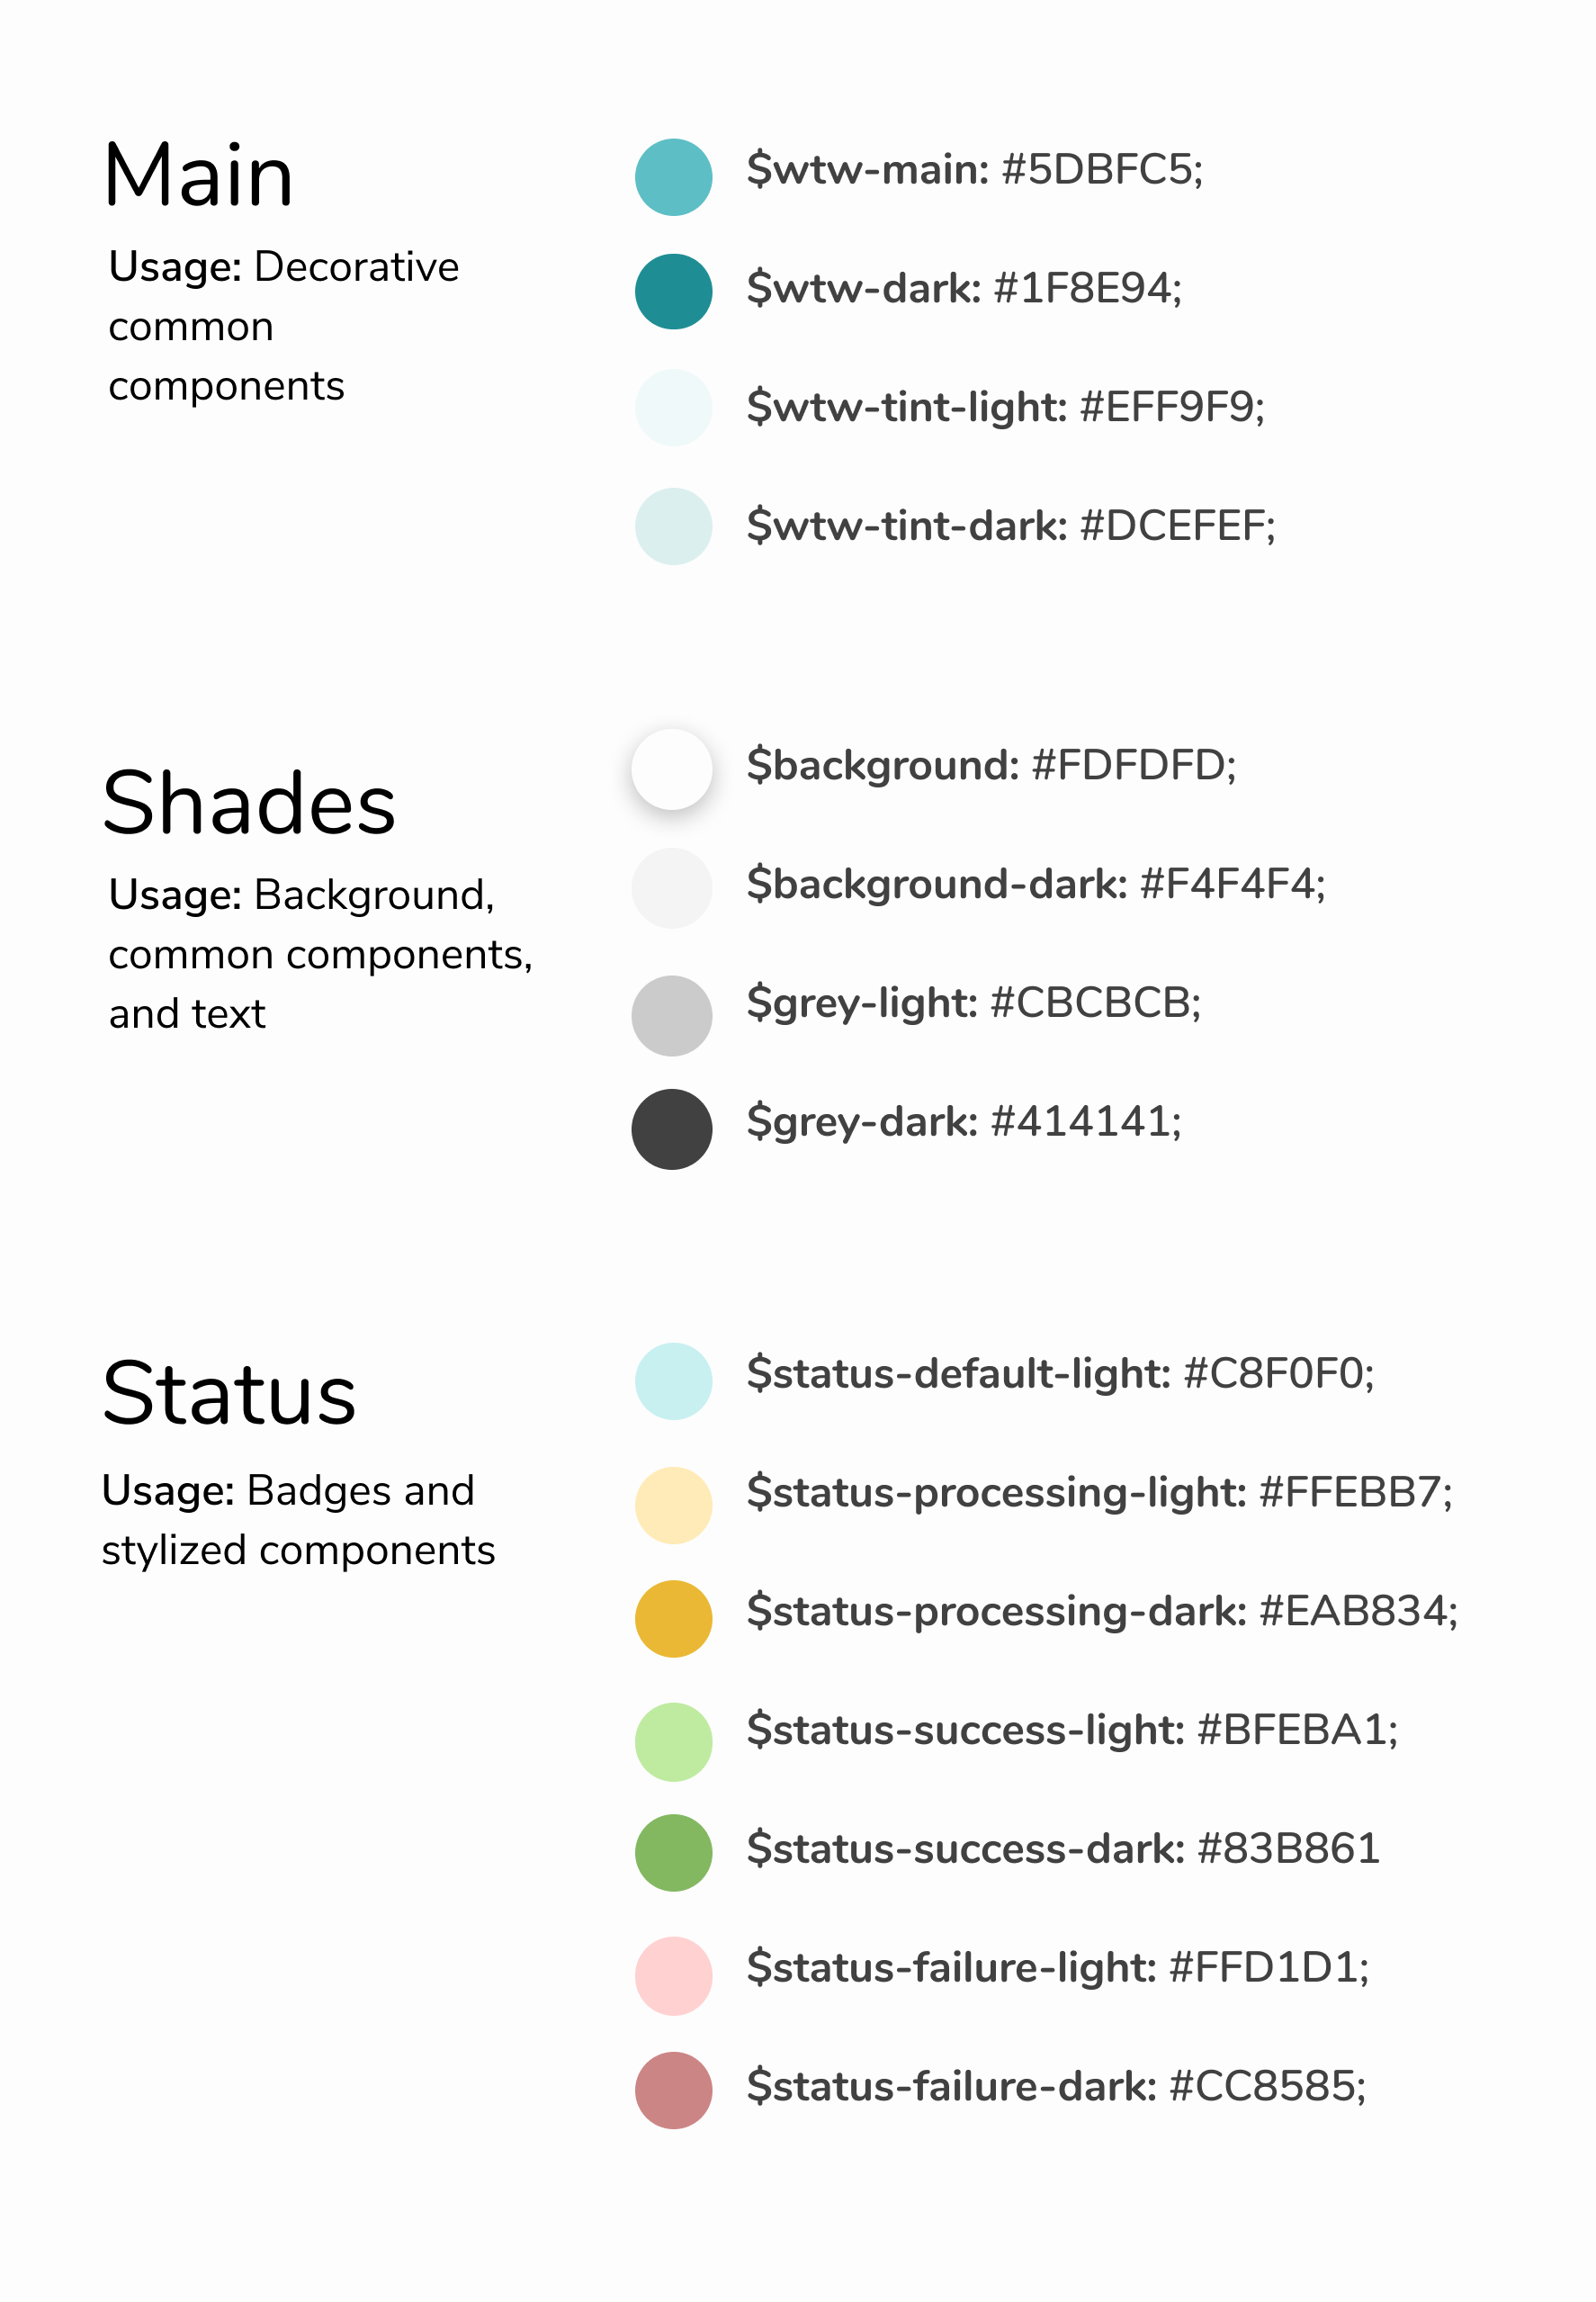 Main
Usage: Decorative
common
components
$wtw-main: #5DBFC5;
$wtw-dark: #1F8E94;
$wtw-tint-light: #EFF9F9;
$wtw-tint-dark: #DCEFEF;
Shades
Usage: Background,
common components,
and text
$background: #FDFDFD;
$background-dark: #F4F4F4;
$grey-light: #CBCBCB;
$grey-dark: #414141;
Status
Usage: Badges and
stylized components
$status-default-light: #C8F0F0;
$status-processing-light: #FFEBB7;
$status-processing-dark: #EAB834;
$status-success-light: #BFEBA1;
$status-success-dark: #83B861
$status-failure-light: #FFD1D1;
$status-failure-dark: #CC8585;